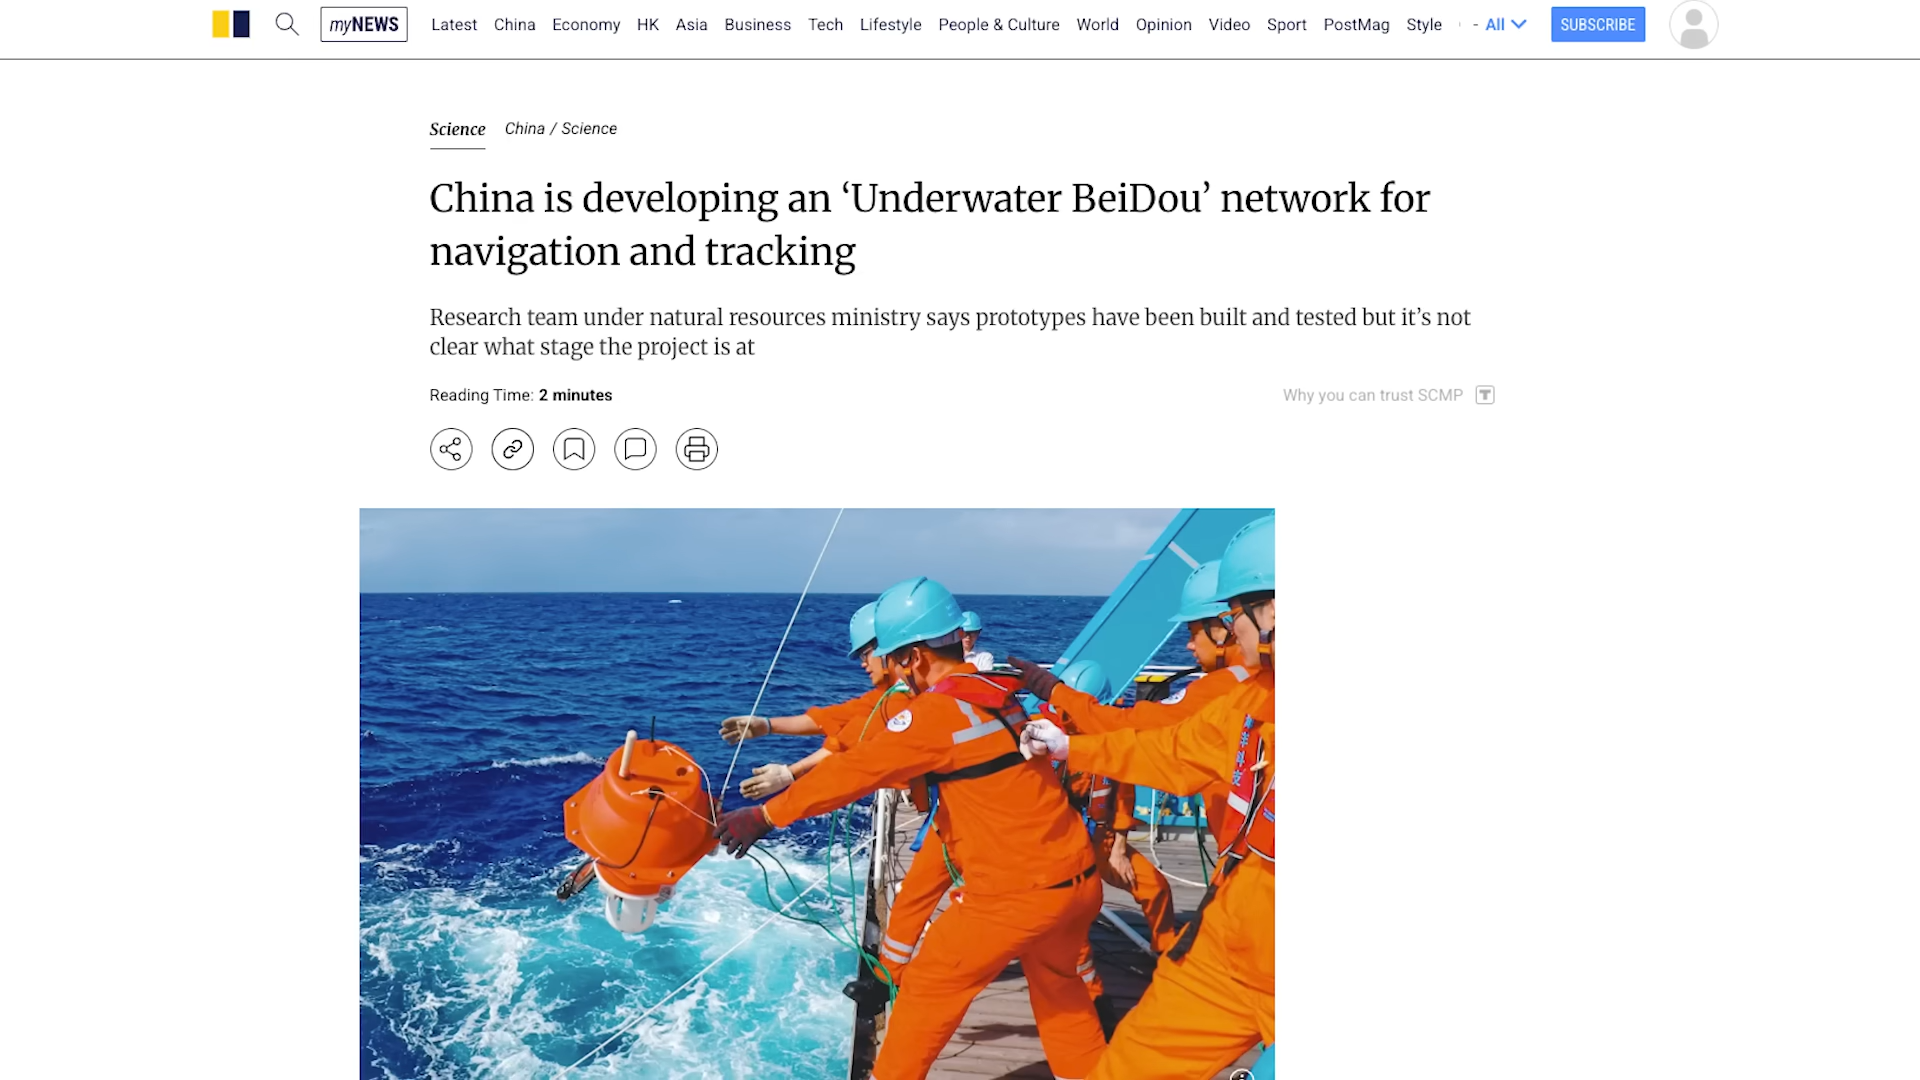 myNEWS Latest China Economy HK Asia Business Tech Lifestyle People & Culture World Opinion Video Sport PostMag Style - All SUBSCRIBE
Science China / Science
China is developing an ‘Underwater BeiDou’ network for
navigation and tracking
Research team under natural resources ministry says prototypes have been built and tested but it’s not
clear what stage the project is at
Reading Time: 2 minutes Why you can trust SCMP T